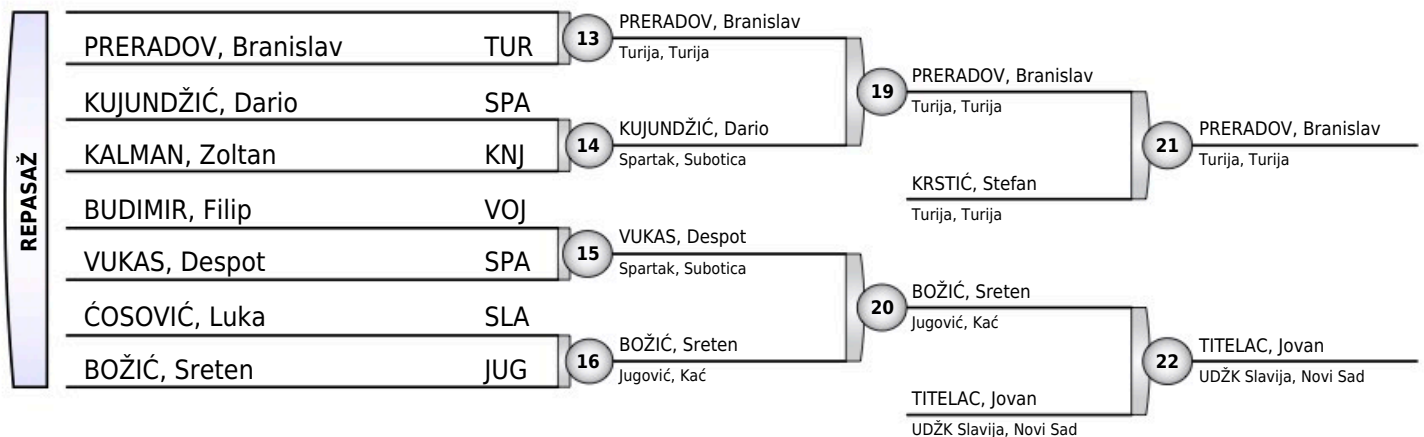 REPASAŽ
PRERADOV, Branislav TUR
KUJUNDŽIĆ, Dario SPA
KALMAN, Zoltan KNJ
BUDIMIR, Filip VOJ
VUKAS, Despot SPA
ĆOSOVIĆ, Luka SLA
BOŽIĆ, Sreten JUG
13
PRERADOV, Branislav
Turija, Turija
14
KUJUNDŽIĆ, Dario
Spartak, Subotica
15
VUKAS, Despot
Spartak, Subotica
16
BOŽIĆ, Sreten
Jugović, Kać
19
PRERADOV, Branislav
Turija, Turija
KRSTIĆ, Stefan
Turija, Turija
20
BOŽIĆ, Sreten
Jugović, Kać
TITELAC, Jovan
UDŽK Slavija, Novi Sad
21
PRERADOV, Branislav
Turija, Turija
22
TITELAC, Jovan
UDŽK Slavija, Novi Sad